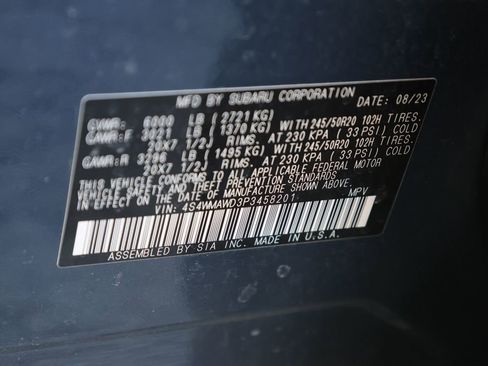 MFD BY SUBARU CORPORATION DATE: 08/23
GVWR: 6000 LB ( 2721 KG)
GAWR:F 3021 LB ( 1370 KG) WITH 245/50R20 102H TIRES.
20X7 1/2J RIMS. AT 230 KPA ( 33 PSI) COLD
GAWR:R 3296 LB ( 1495 KG) WITH 245/50R20 102H TIRES.
20X7 1/2J RIMS. AT 230 KPA ( 33 PSI) COLD
THIS VEHICLE CONFORMS TO ALL APPLICABLE FEDERAL MOTOR
VEHICLE SAFETY STANDARDS IN EFFECT ON THE
DATE OF MANUFACTURE SHOWN ABOVE.
VIN: 4S4WMAWD3P3458201 MPV
ASSEMBLED BY SIA INC. MADE IN U.S.A.